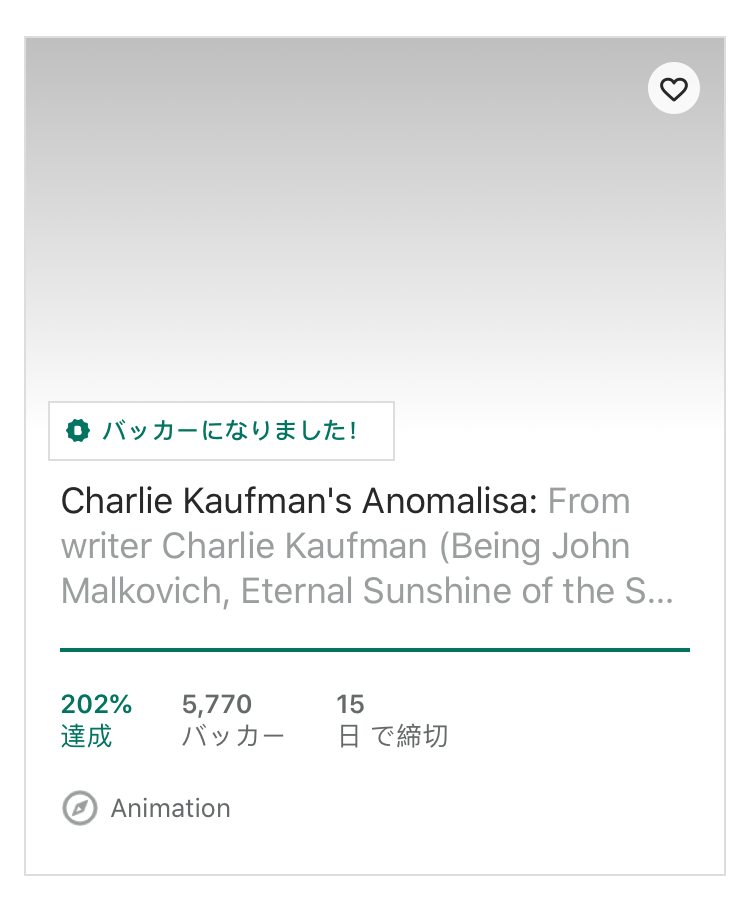 バッカーになりました!
Charlie Kaufman's Anomalisa: From
writer Charlie Kaufman (Being John
Malkovich, Eternal Sunshine of the S...
202% 5,770 15
達成 バッカー 日 で締切
Animation